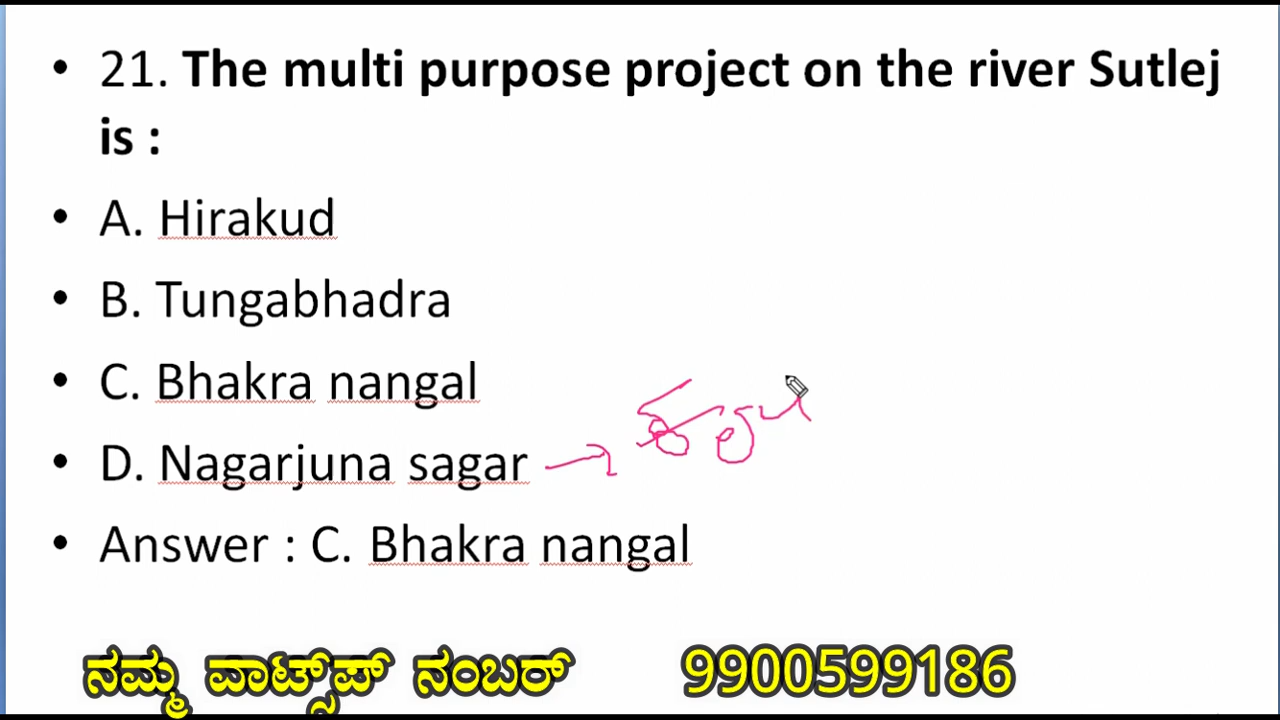 • 21. The multi purpose project on the river Sutlej
is :
• A. Hirakud
• B. Tungabhadra
• C. Bhakra nangal
• D. Nagarjuna sagar
• Answer : C. Bhakra nangal
ನಮ್ಮ ವಾಟ್ಸ್ಪ್ ನಂಬರ್ 9900599186